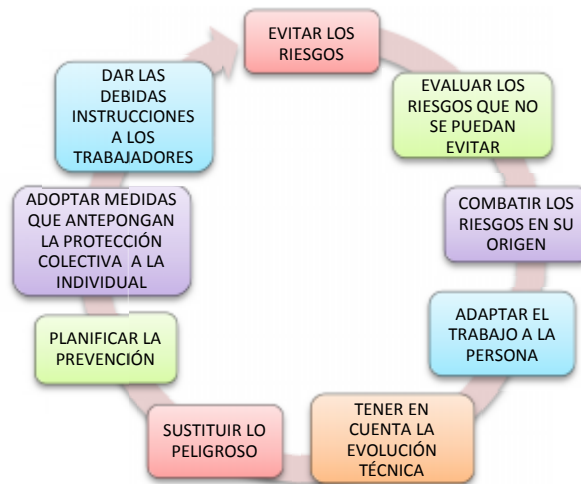 EVITAR LOS
RIESGOS
EVALUAR LOS
RIESGOS QUE NO
SE PUEDAN
EVITAR
COMBATIR LOS
RIESGOS EN SU
ORIGEN
ADAPTAR EL
TRABAJO A LA
PERSONA
TENER EN
CUENTA LA
EVOLUCIÓN
TÉCNICA
SUSTITUIR LO
PELIGROSO
PLANIFICAR LA
PREVENCIÓN
ADOPTAR MEDIDAS
QUE ANTEPONGAN
LA PROTECCIÓN
COLECTIVA A LA
INDIVIDUAL
DAR LAS
DEBIDAS
INSTRUCCIONES
A LOS
TRABAJADORES